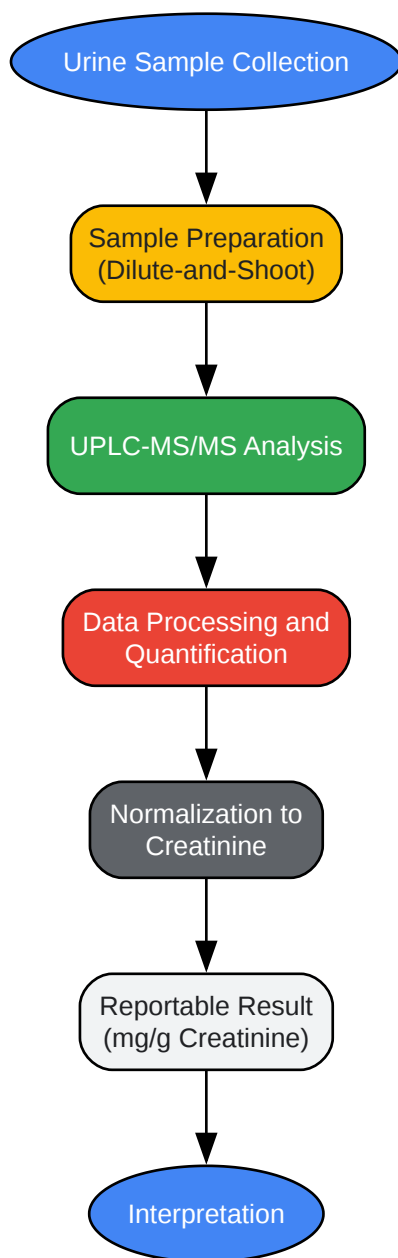 Urine Sample Collection
Sample Preparation
(Dilute-and-Shoot)
UPLC-MS/MS Analysis
Data Processing and
Quantification
Normalization to
Creatinine
Reportable Result
(mg/g Creatinine)
Interpretation